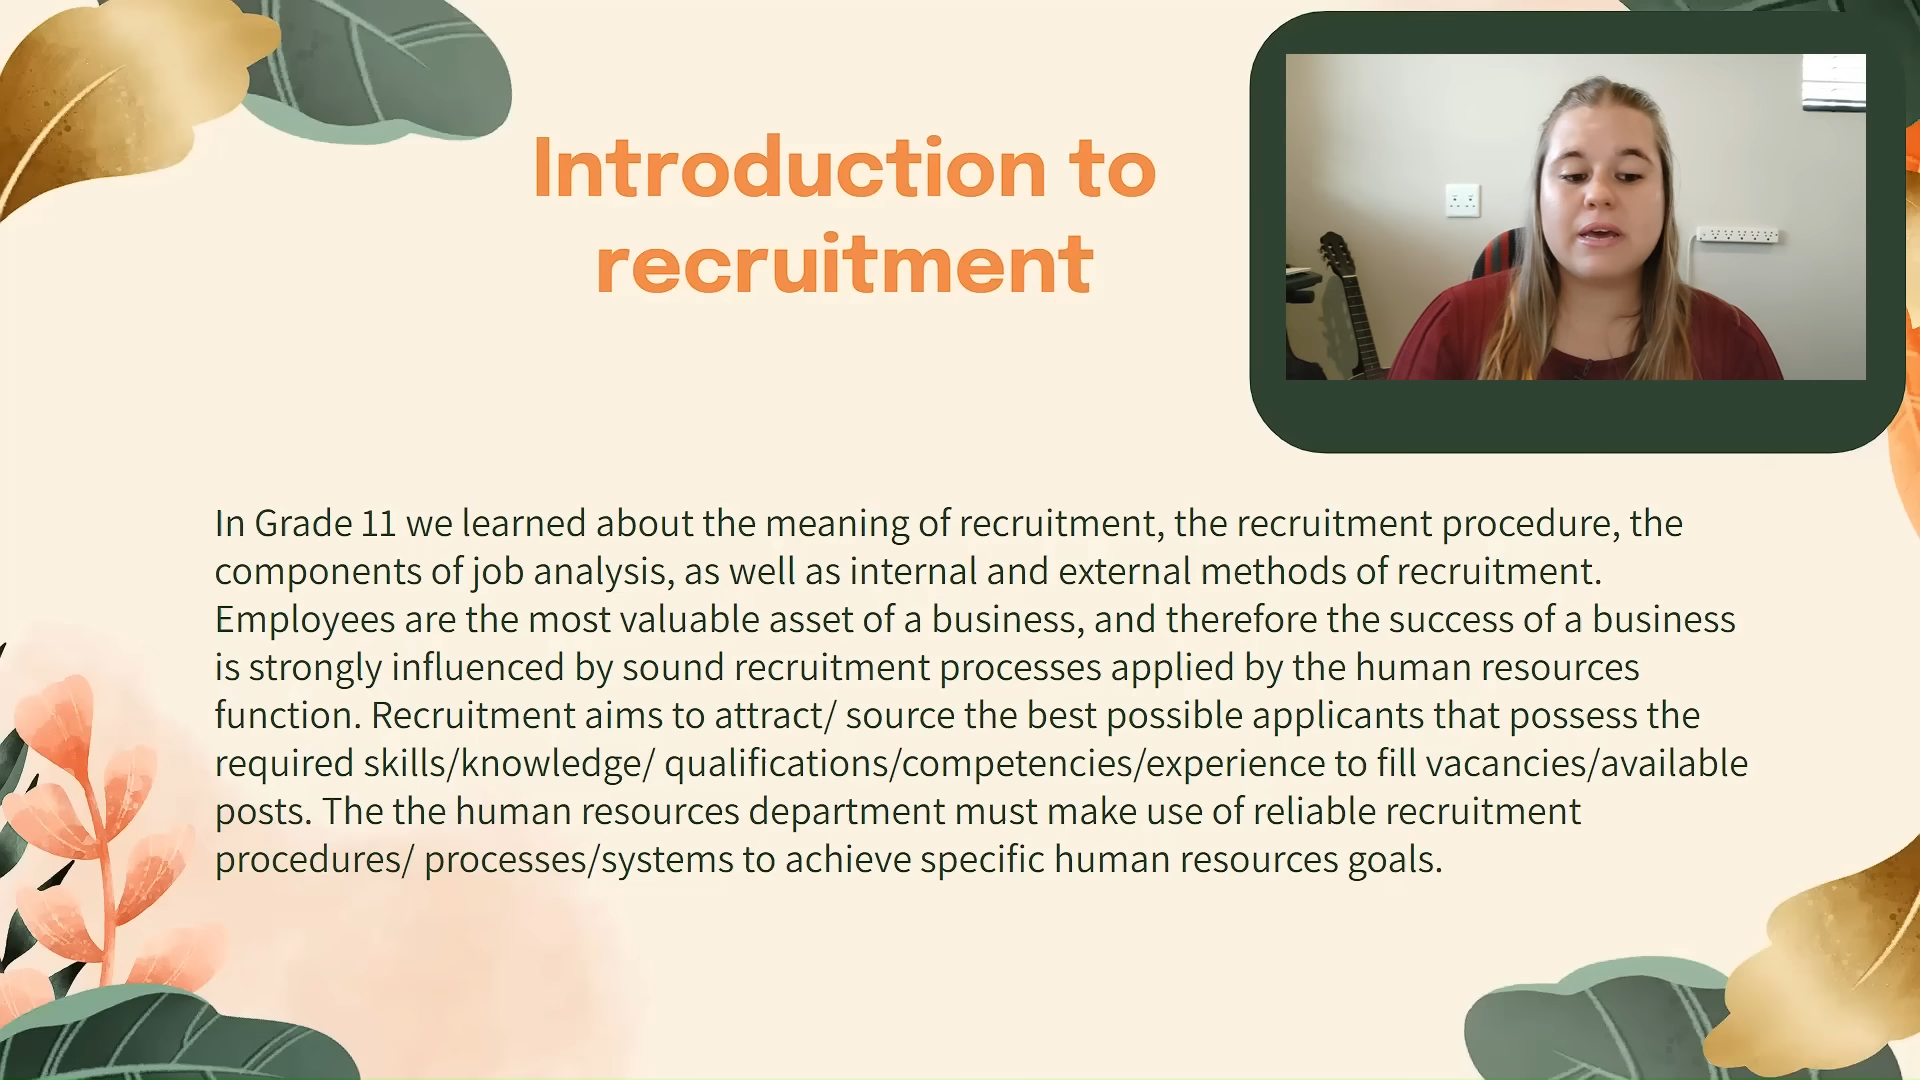 Introduction to
recruitment
In Grade 11 we learned about the meaning of recruitment, the recruitment procedure, the
components of job analysis, as well as internal and external methods of recruitment.
Employees are the most valuable asset of a business, and therefore the success of a business
is strongly influenced by sound recruitment processes applied by the human resources
function. Recruitment aims to attract/ source the best possible applicants that possess the
required skills/knowledge/ qualifications/competencies/experience to fill vacancies/available
posts. The the human resources department must make use of reliable recruitment
procedures/ processes/systems to achieve specific human resources goals.